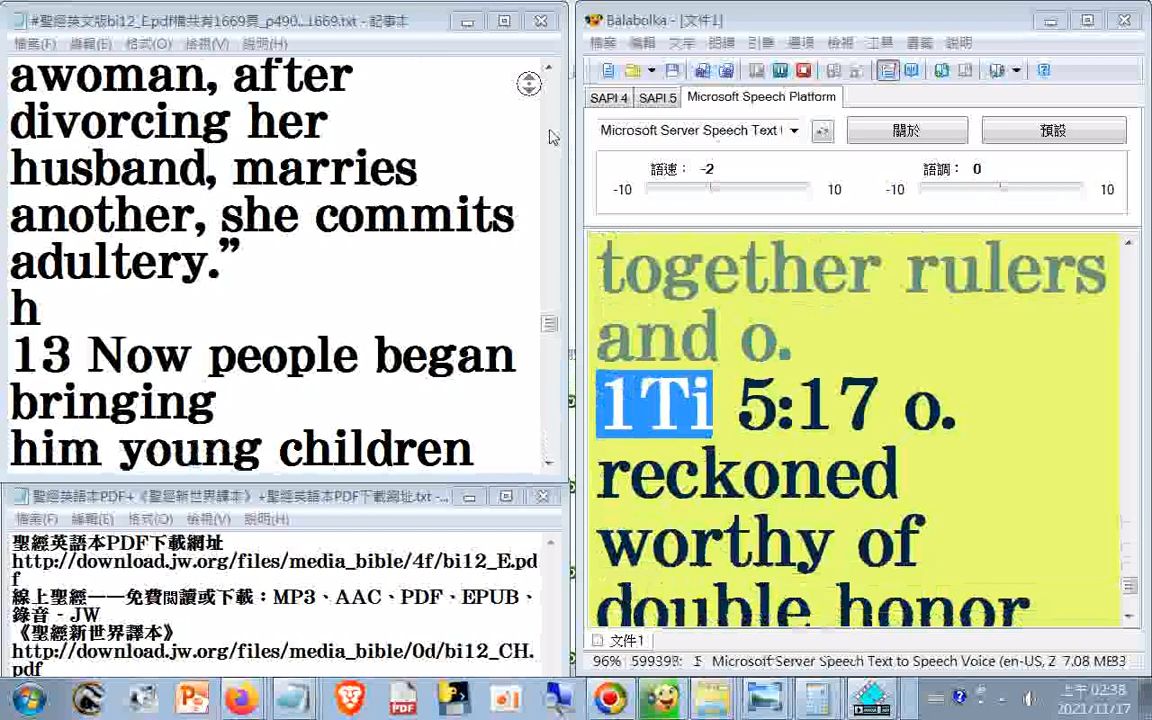 #聖經英文版bi12_E.pdf檔共有1669頁_p490...1669.txt - 記事本
檔案(F) 編輯(E) 格式(O) 檢視(V) 說明(H)
awoman, after
divorcing her
husband, marries
another, she commits
adultery.”
h
13 Now people began
bringing
him young children
聖經英語本PDF+《聖經新世界譯本》+聖經英語本PDF下載網址.txt -...
檔案(F) 編輯(E) 格式(O) 檢視(V) 說明(H)
聖經英語本PDF下載網址
http://download.jw.org/files/media_bible/4f/bi12_E.pd
f
線上聖經——免費閱讀或下載：MP3、AAC、PDF、EPUB、
錄音 - JW
《聖經新世界譯本》
http://download.jw.org/files/media_bible/0d/bi12_CH.
pdf
Balabolka - [文件1]
檔案 編輯 文字 朗讀 引擎 選項 檢視 工具 書籤 說明
SAPI 4 SAPI 5 Microsoft Speech Platform
Microsoft Server Speech Text 關於 預設
語速： -2 語調： 0
-10 10 -10 10
together rulers
and o.
1Ti 5:17 o.
reckoned
worthy of
double honor
文件1
96% Microsoft Server Speech Text to Speech Voice (en-US, Z 7.08 MB
上午 02:38
2021/11/17